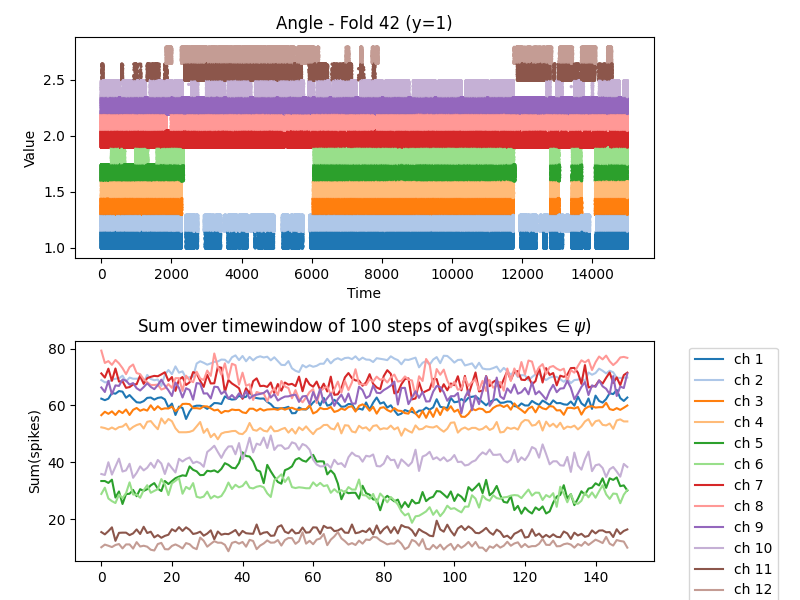 Angle - Fold 42 (y=1)
Value
2.5
2.0
1.5
1.0
0 2000 4000 6000 8000 10000 12000 14000
Time
Sum over timewindow of 100 steps of avg(spikes ∈ ψ)
Sum(spikes)
80
60
40
20
0 20 40 60 80 100 120 140
ch 1
ch 2
ch 3
ch 4
ch 5
ch 6
ch 7
ch 8
ch 9
ch 10
ch 11
ch 12